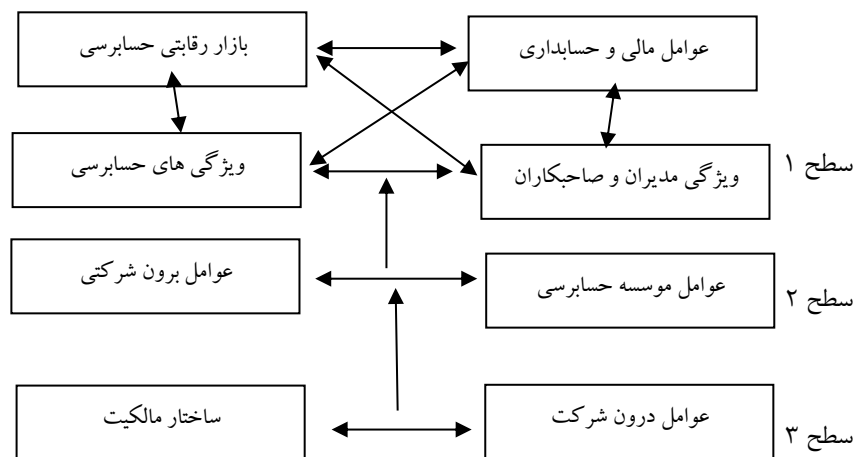 عوامل مالی و حسابداری
بازار رقابتی حسابرسی
سطح ۱
ویژگی مدیران و صاحبکاران
ویژگی های حسابرسی
سطح ۲
عوامل موسسه حسابرسی
عوامل برون شرکتی
سطح ۳
عوامل درون شرکت
ساختار مالکیت